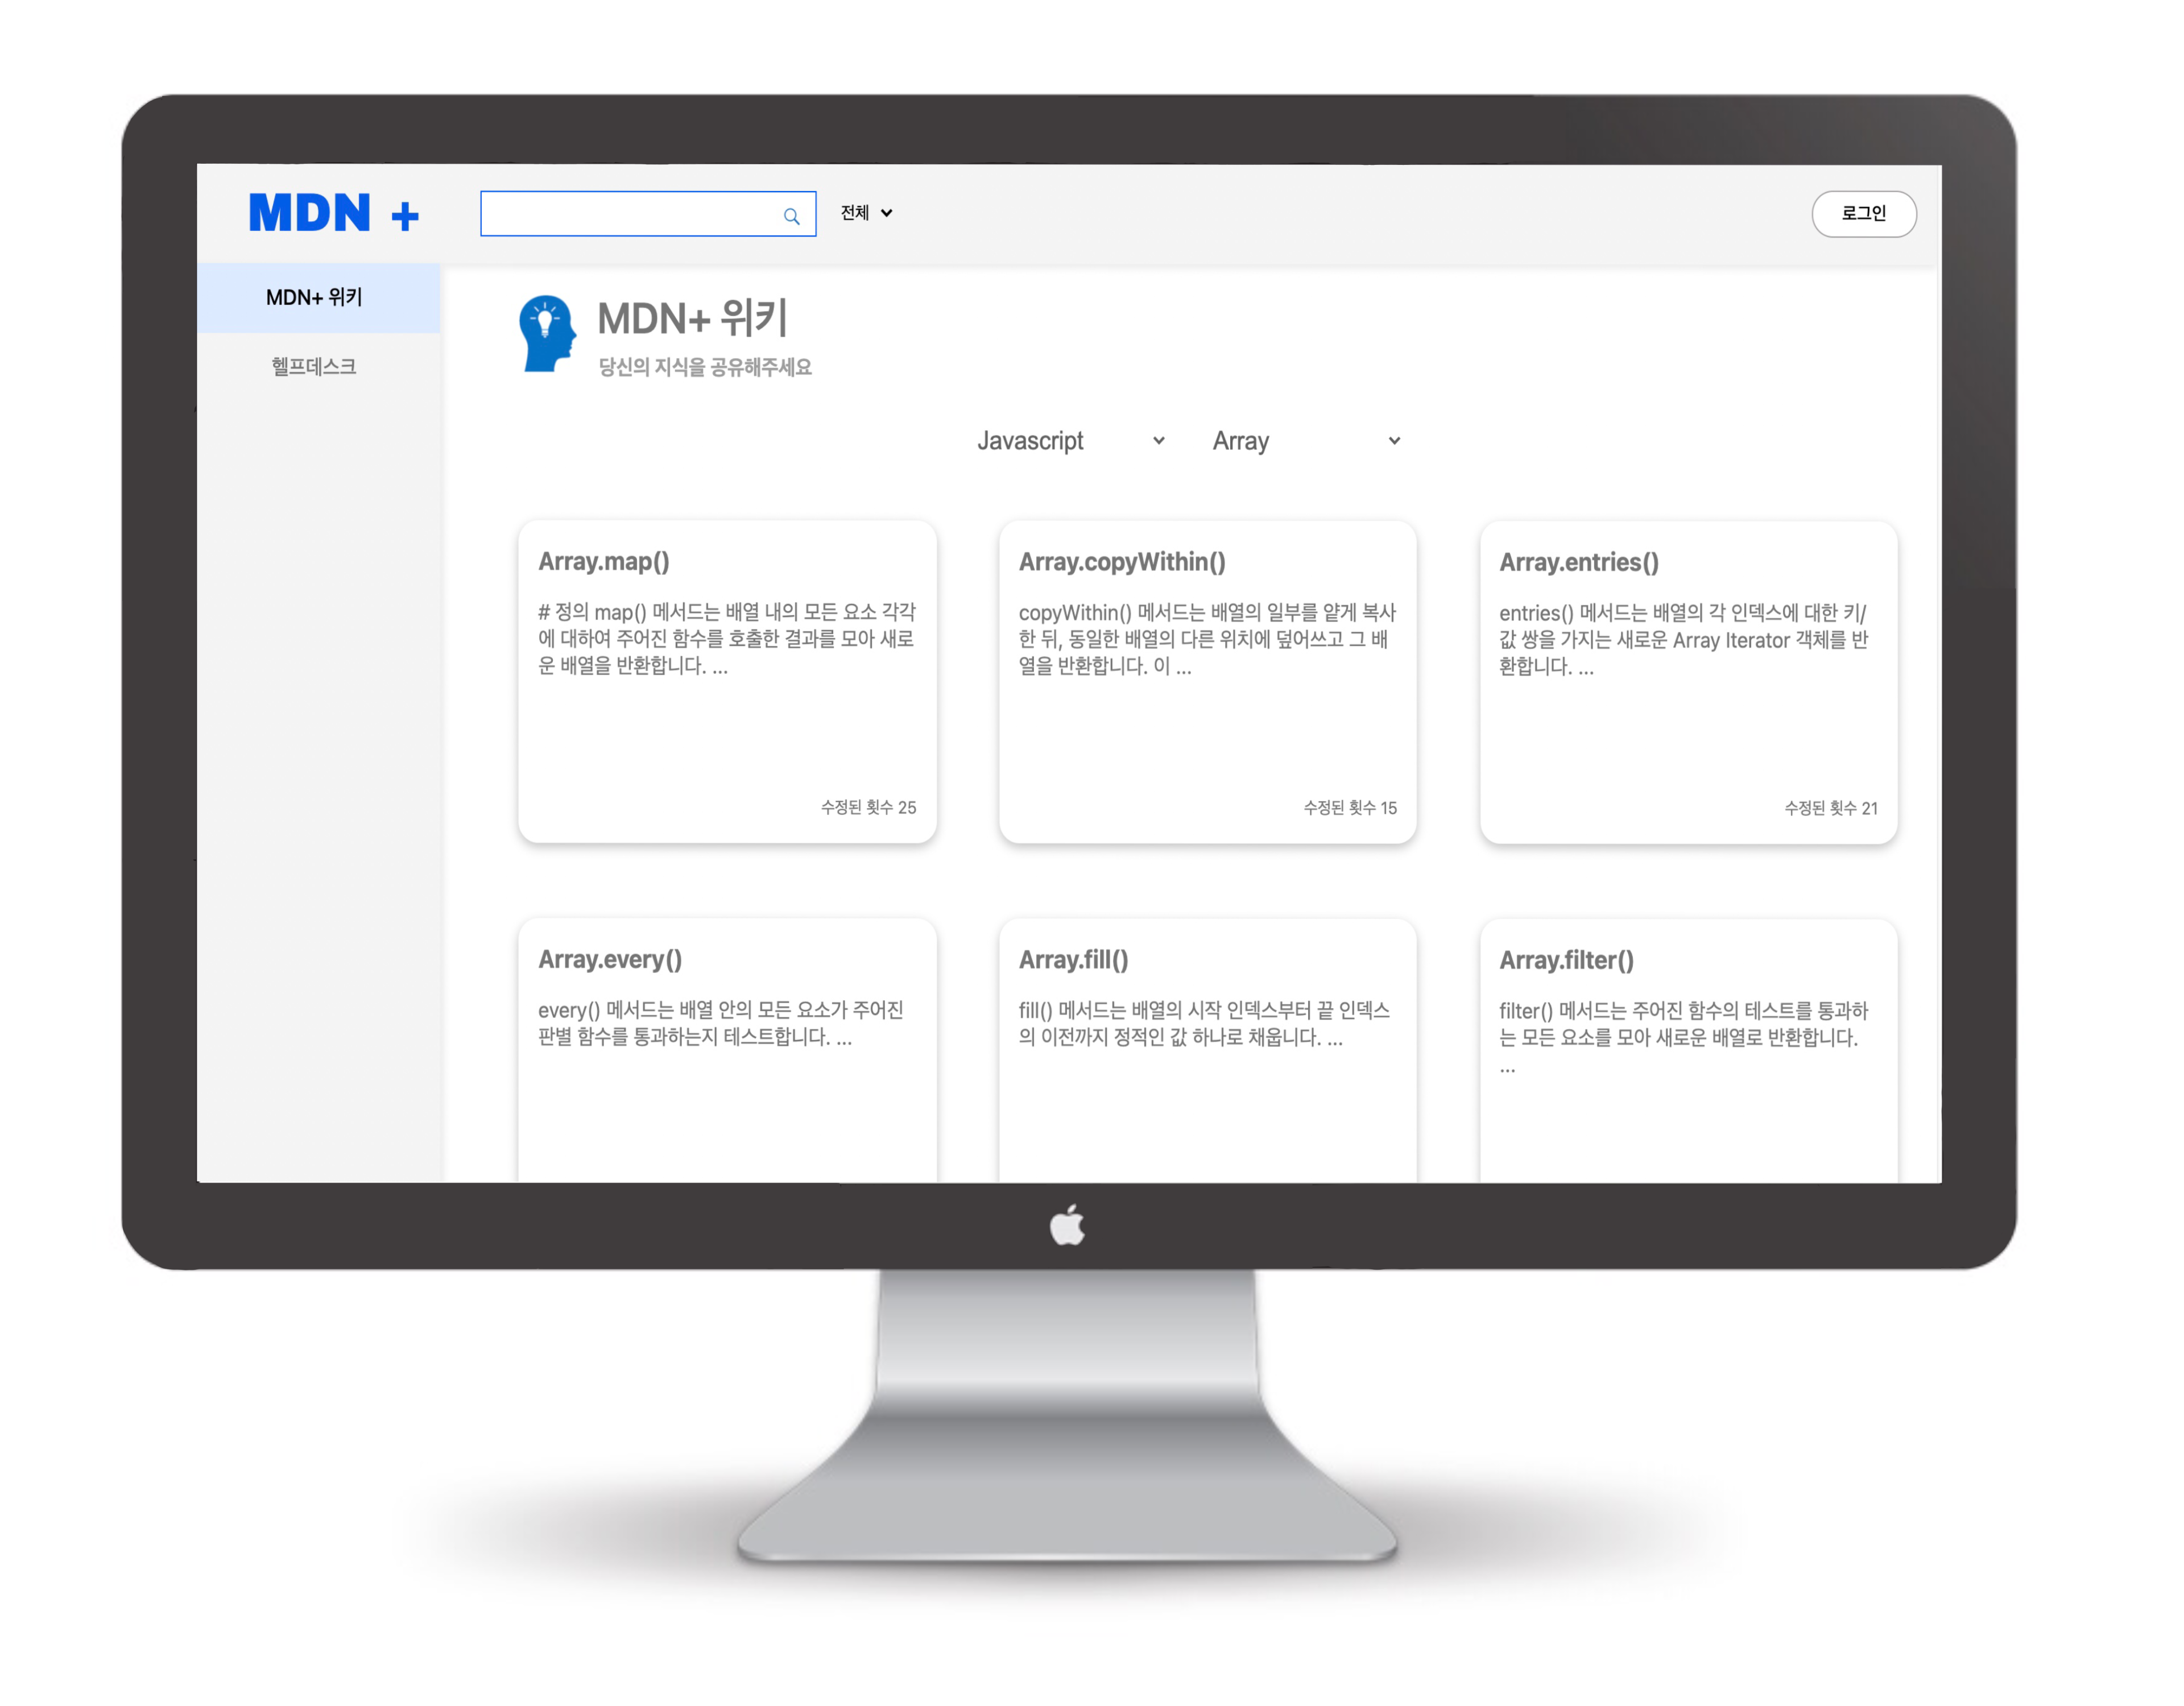 MDN +
전체
로그인
MDN+ 위키
헬프데스크
MDN+ 위키
당신의 지식을 공유해주세요
Javascript
Array
Array.map()
# 정의 map() 메서드는 배열 내의 모든 요소 각각
에 대하여 주어진 함수를 호출한 결과를 모아 새로
운 배열을 반환합니다. ...
수정된 횟수 25
Array.copyWithin()
copyWithin() 메서드는 배열의 일부를 얕게 복사
한 뒤, 동일한 배열의 다른 위치에 덮어쓰고 그 배
열을 반환합니다. 이 ...
수정된 횟수 15
Array.entries()
entries() 메서드는 배열의 각 인덱스에 대한 키/
값 쌍을 가지는 새로운 Array Iterator 객체를 반
환합니다. ...
수정된 횟수 21
Array.every()
every() 메서드는 배열 안의 모든 요소가 주어진
판별 함수를 통과하는지 테스트합니다. ...
Array.fill()
fill() 메서드는 배열의 시작 인덱스부터 끝 인덱스
의 이전까지 정적인 값 하나로 채웁니다. ...
Array.filter()
filter() 메서드는 주어진 함수의 테스트를 통과하
는 모든 요소를 모아 새로운 배열로 반환합니다.
...